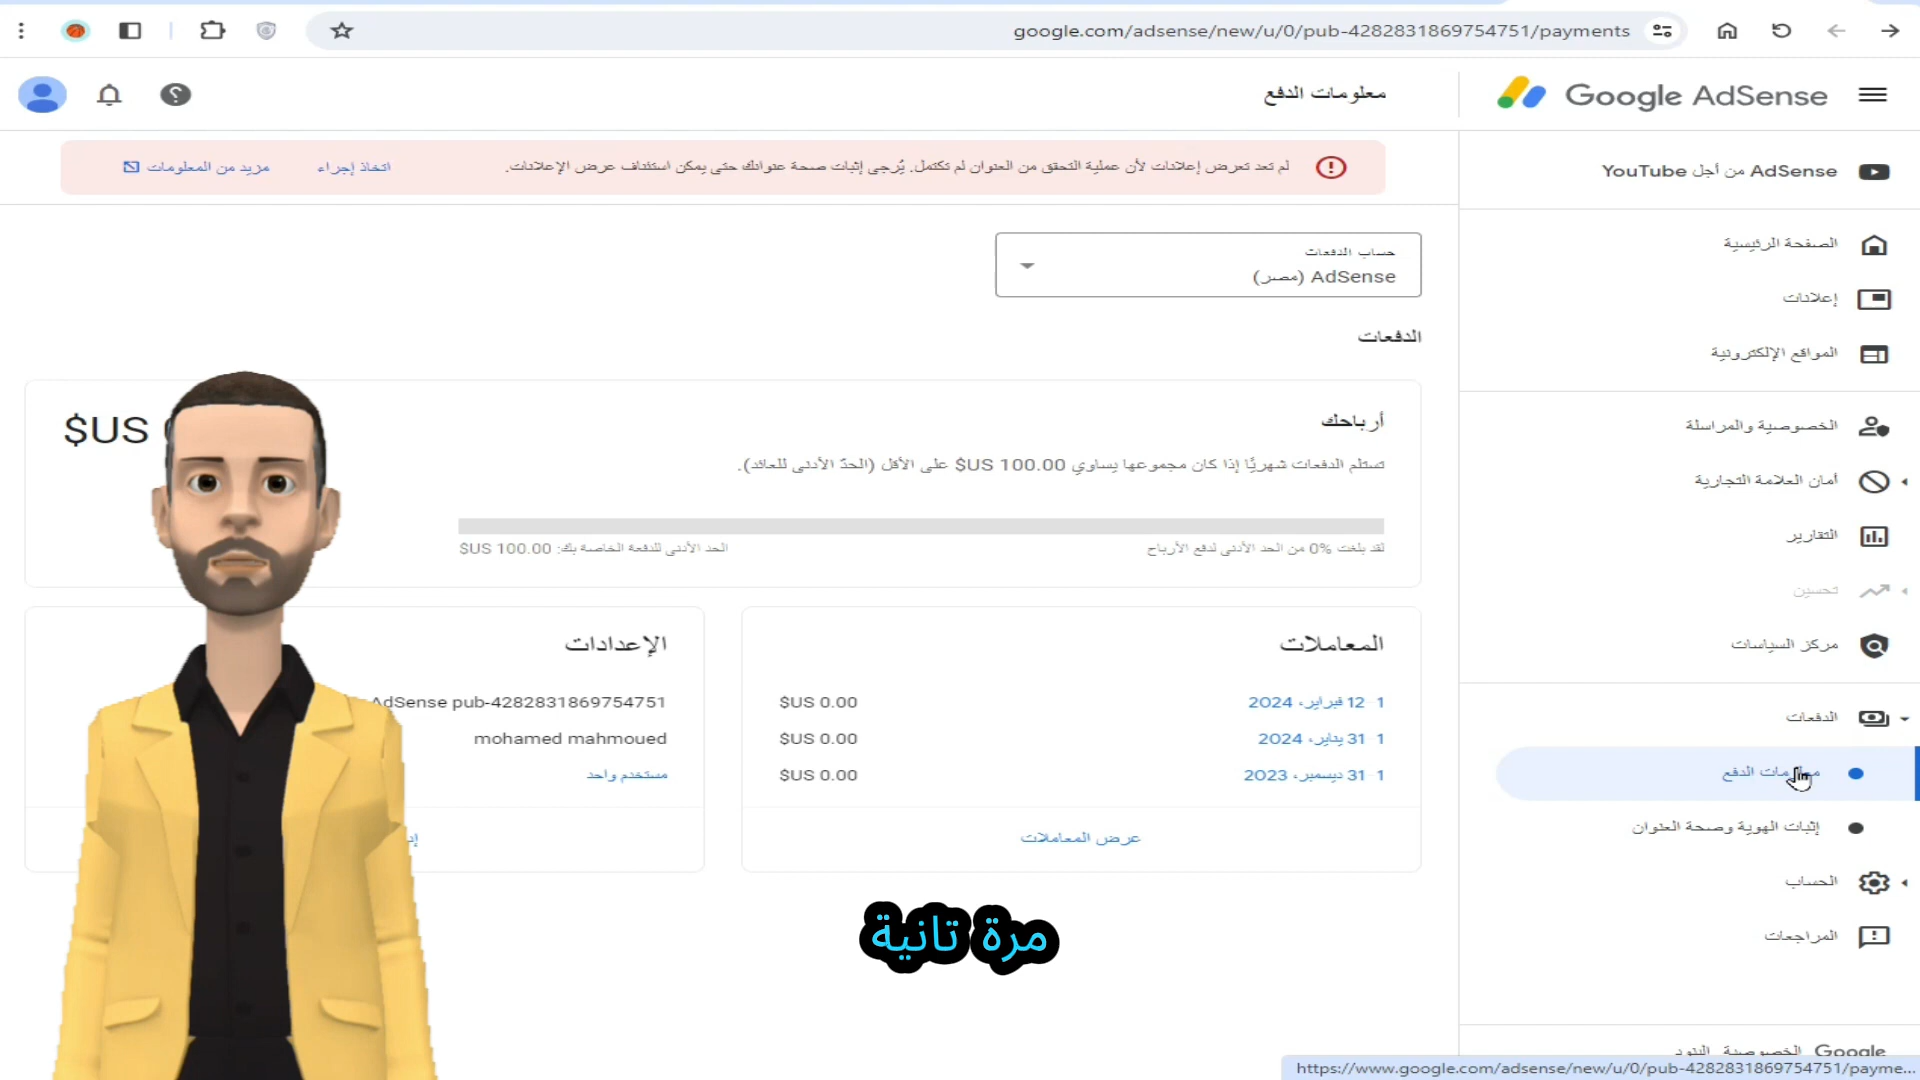 google.com/adsense/new/u/0/pub-4282831869754751/payments
Google AdSense
معلومات الدفع
لم تعد تعرض إعلانات لأن عملية التحقق من العنوان لم تكتمل. يُرجى إثبات صحة عنوانك حتى يمكن استئناف عرض الإعلانات.
اتخاذ إجراء
مزيد من المعلومات
AdSense من أجل YouTube
الصفحة الرئيسية
إعلانات
المواقع الإلكترونية
الخصوصية والمراسلة
أمان العلامة التجارية
التقارير
تحسين
مركز السياسات
الدفعات
معلومات الدفع
إثبات الهوية وصحة العنوان
الحساب
المراجعات
Google الخصوصية البنود
حساب الدفعات
AdSense (مصر)
الدفعات
أرباحك
$US
تستلم الدفعات شهريًا إذا كان مجموعها يساوي 100.00 US$ على الأقل (الحدّ الأدنى للعائد).
لقد بلغت 0% من الحد الأدنى لدفع الأرباح
الحد الأدنى للدفعة الخاصة بك: 100.00 US$
المعاملات
1 12 فبراير، 2024
$US 0.00
1 31 يناير، 2024
$US 0.00
1 31 ديسمبر، 2023
$US 0.00
عرض المعاملات
الإعدادات
AdSense pub-4282831869754751
mohamed mahmoued
مستخدم واحد
مرة تانية
https://www.google.com/adsense/new/u/0/pub-4282831869754751/payme...